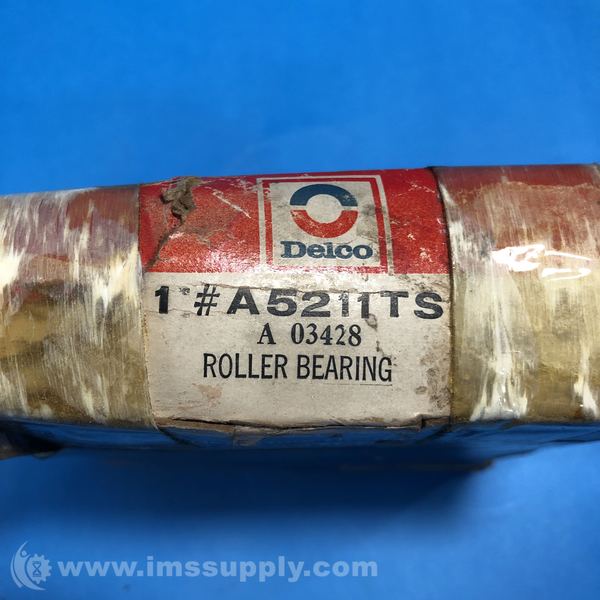 Delco
1 #A5211TS
A 03428
ROLLER BEARING
www.imssupply.com